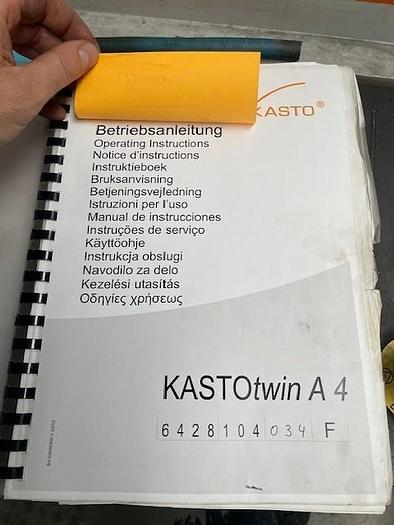 KASTO®
Betriebsanleitung
Operating Instructions
Notice d'instructions
Instruktieboek
Bruksanvisning
Betjeningsvejledning
Istruzioni per l'uso
Manual de instrucciones
Instruções de serviço
Käyttöohje
Instrukcja obsługi
Navodilo za delo
Kezelési utasítás
Οδηγίες χρήσεως
KASTOtwin A 4
6428104034 F